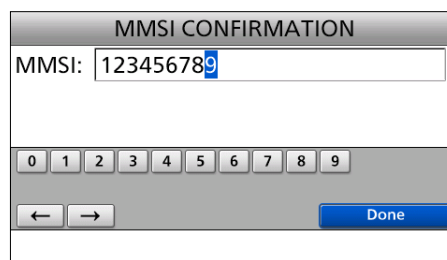 MMSI CONFIRMATION
MMSI: 123456789
0 1 2 3 4 5 6 7 8 9
← → Done